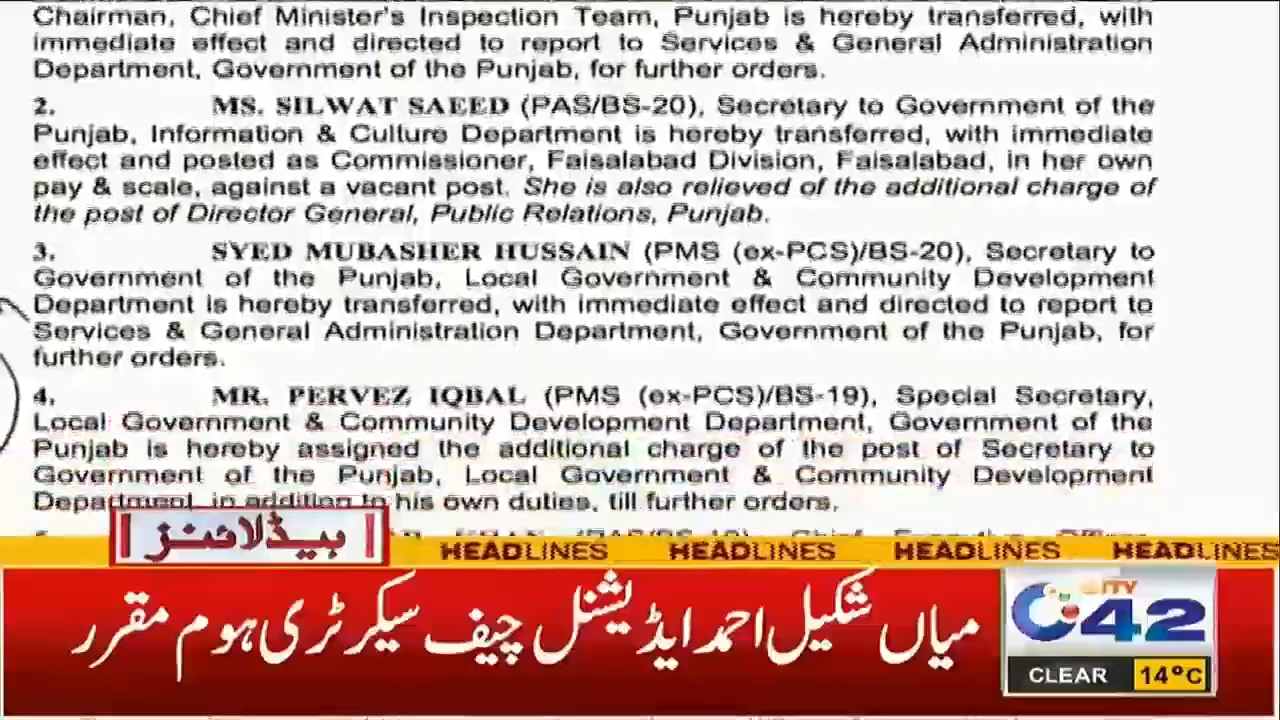 Chairman, Chief Minister's Inspection Team, Punjab is hereby transferred, with
immediate effect and directed to report to Services & General Administration
Department, Government of the Punjab, for further orders.
2. MS. SILWAT SAEED (PAS/BS-20), Secretary to Government of the
Punjab, Information & Culture Department is hereby transferred, with immediate
effect and posted as Commissioner, Faisalabad Division, Faisalabad, in her own
pay & scale, against a vacant post. She is also relieved of the additional charge of
the post of Director General, Public Relations, Punjab.
3. SYED MUBASHER HUSSAIN (PMS (ex-PCS)/BS-20), Secretary to
Government of the Punjab, Local Government & Community Development
Department is hereby transferred, with immediate effect and directed to report to
Services & General Administration Department, Government of the Punjab, for
further orders.
4. MR. PERVEZ IQBAL (PMS (ex-PCS)/BS-19), Special Secretary,
Local Government & Community Development Department, Government of the
Punjab is hereby assigned the additional charge of the post of Secretary to
Government of the Punjab, Local Government & Community Development
Department, in addition to his own duties, till further orders.
ہیڈلائنز
HEADLINES HEADLINES HEADLINES HEADLINES
میاں شکیل احمد ایڈیشنل چیف سیکرٹری ہوم مقرر
CITY
42
CLEAR 14°C